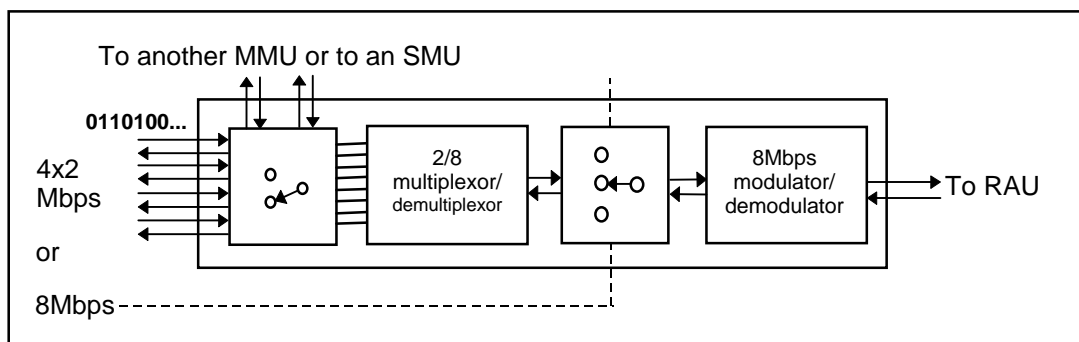 To another MMU or to an SMU
0110100...
4x2
Mbps
or
8Mbps
2/8
multiplexor/
demultiplexor
8Mbps
modulator/
demodulator
To RAU